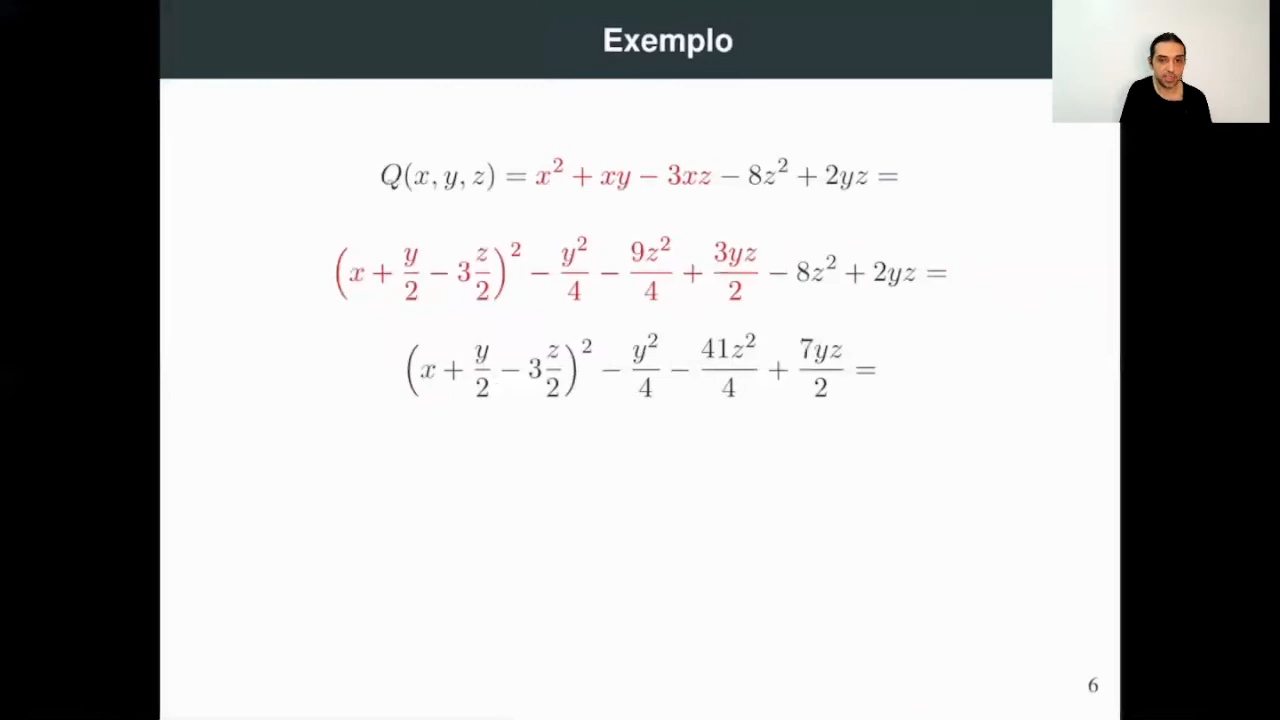 Exemplo
Q(x, y, z) = x² + xy − 3xz − 8z² + 2yz =
(x + y/2 − 3 z/2)² − y²/4 − 9z²/4 + 3yz/2 − 8z² + 2yz =
(x + y/2 − 3 z/2)² − y²/4 − 41z²/4 + 7yz/2 =
6